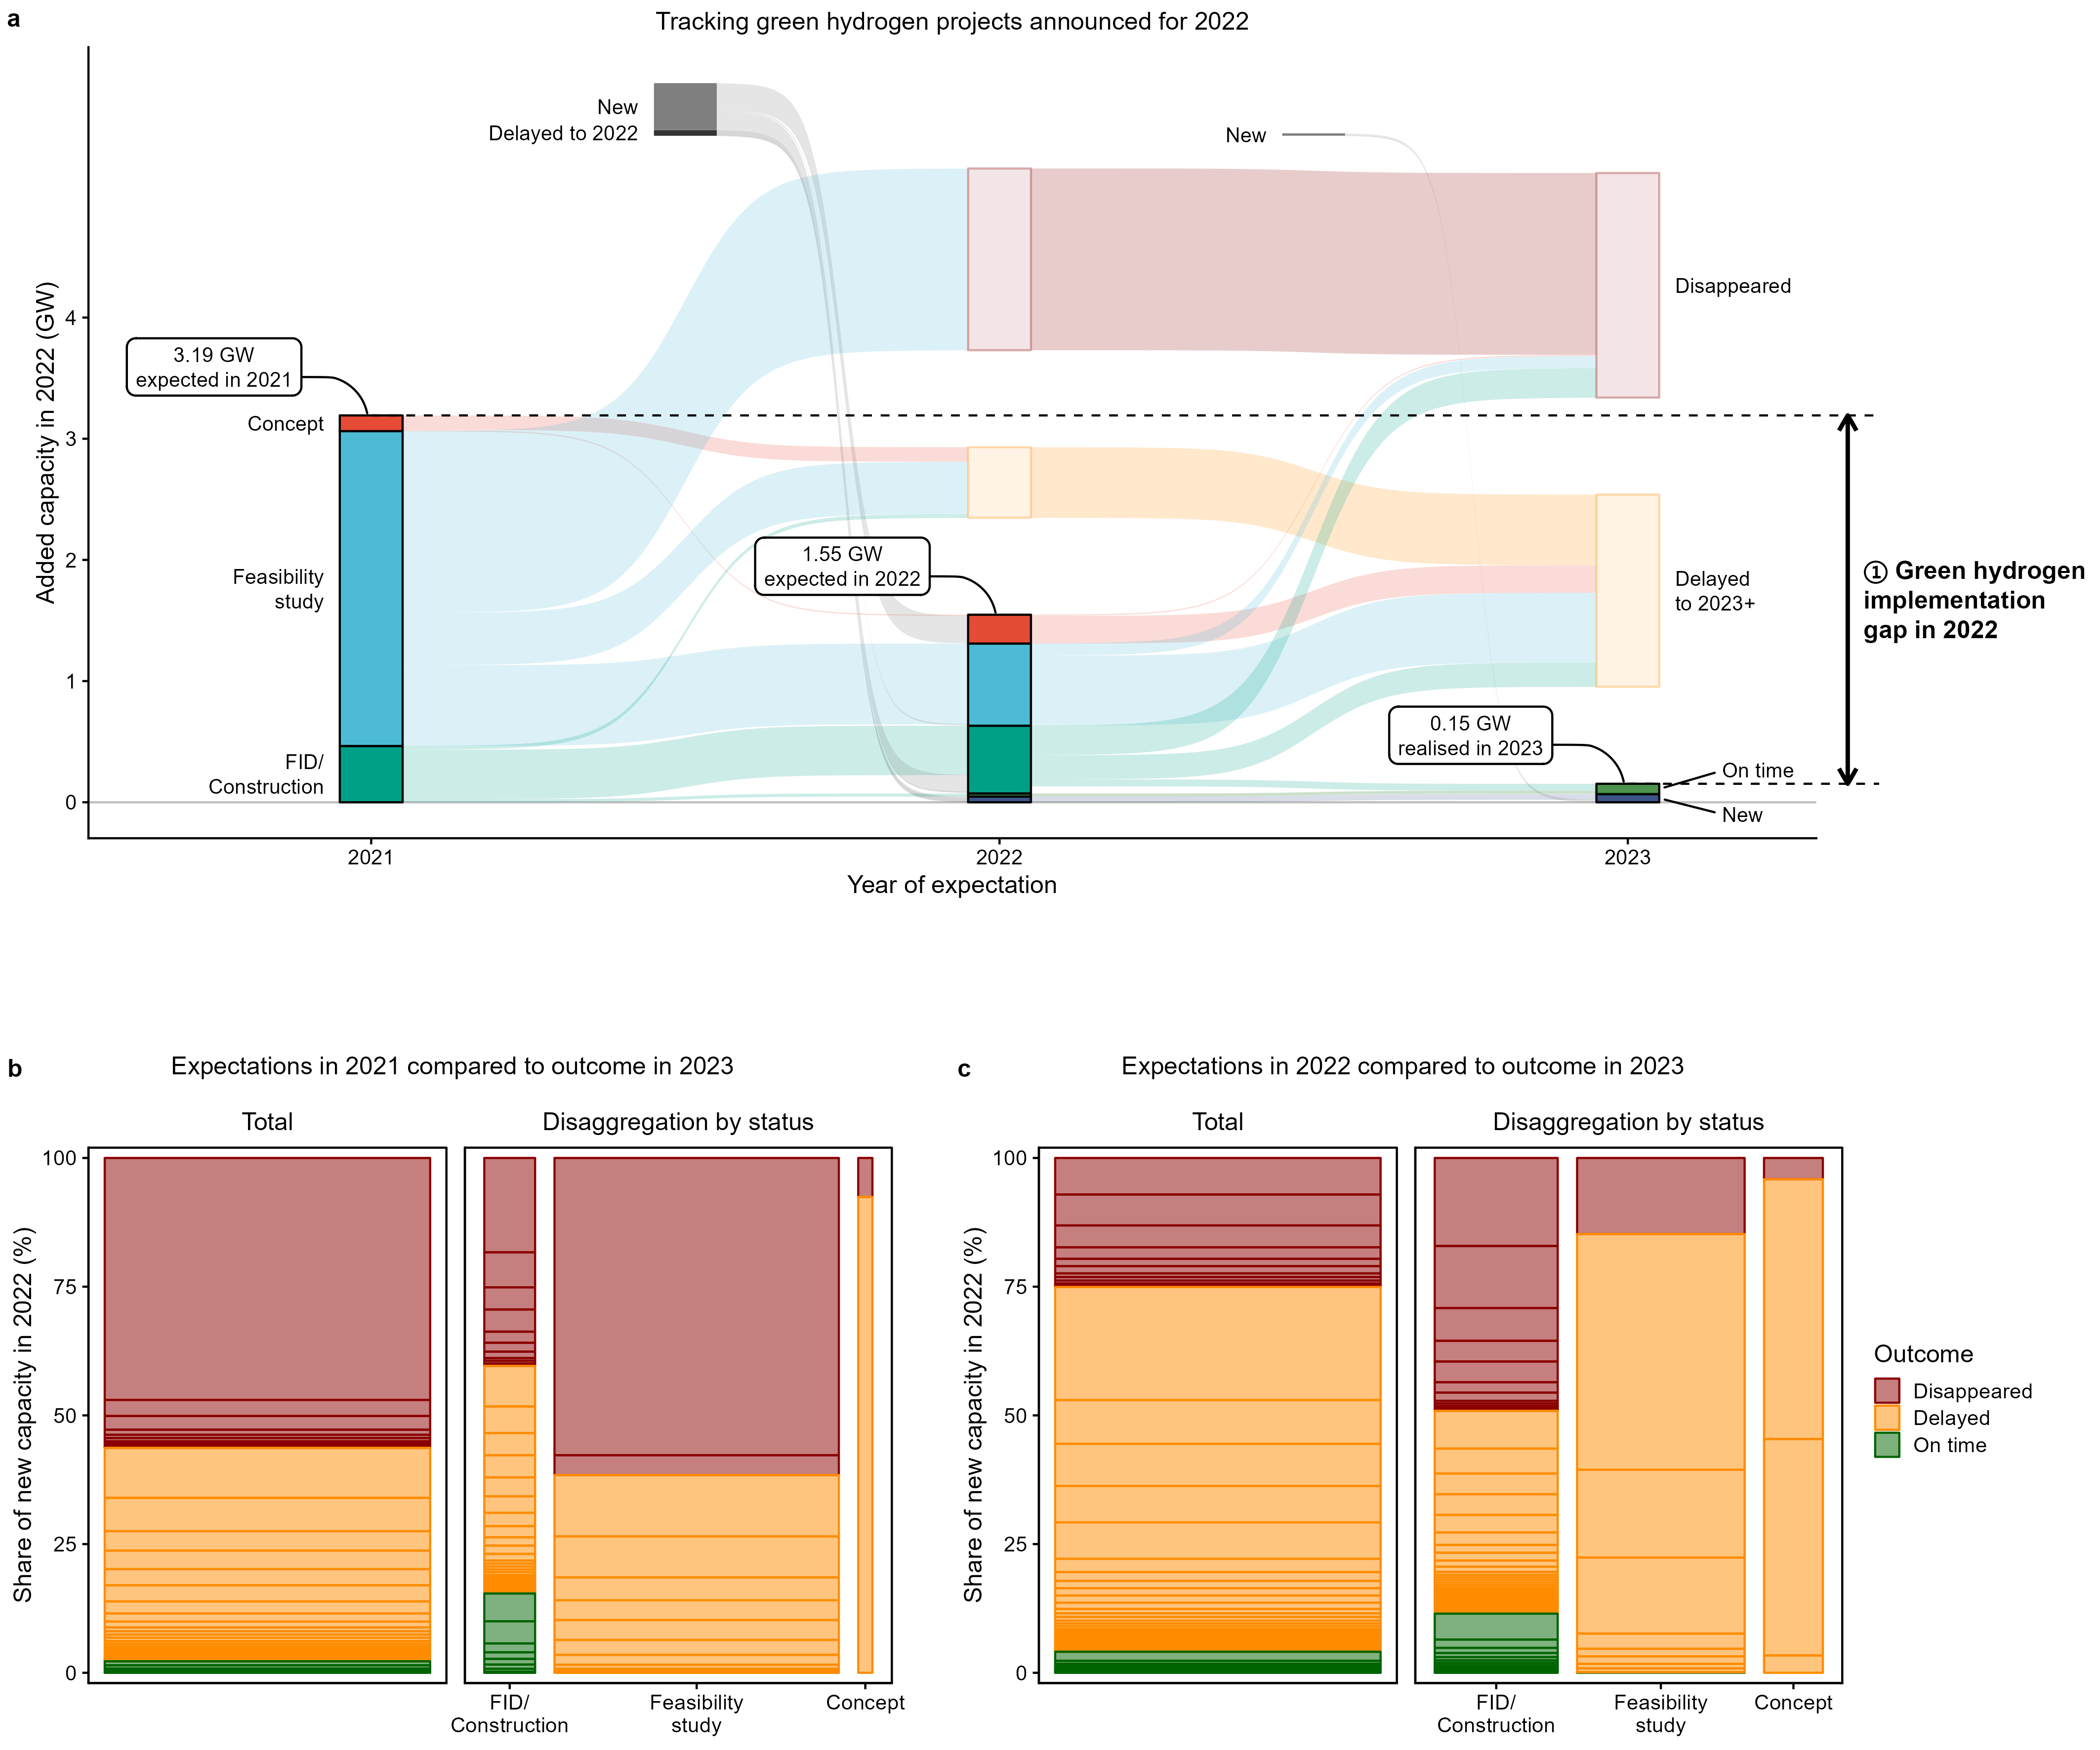 a
Tracking green hydrogen projects announced for 2022
Added capacity in 2022 (GW)
4
3
2
1
0
New
Delayed to 2022
New
3.19 GW
expected in 2021
Concept
Feasibility
study
FID/
Construction
1.55 GW
expected in 2022
Disappeared
Delayed
to 2023+
0.15 GW
realised in 2023
On time
New
① Green hydrogen
implementation
gap in 2022
2021
2022
2023
Year of expectation
b
Expectations in 2021 compared to outcome in 2023
Total
Disaggregation by status
Share of new capacity in 2022 (%)
100
75
50
25
0
FID/
Construction
Feasibility
study
Concept
c
Expectations in 2022 compared to outcome in 2023
Total
Disaggregation by status
Share of new capacity in 2022 (%)
100
75
50
25
0
FID/
Construction
Feasibility
study
Concept
Outcome
Disappeared
Delayed
On time